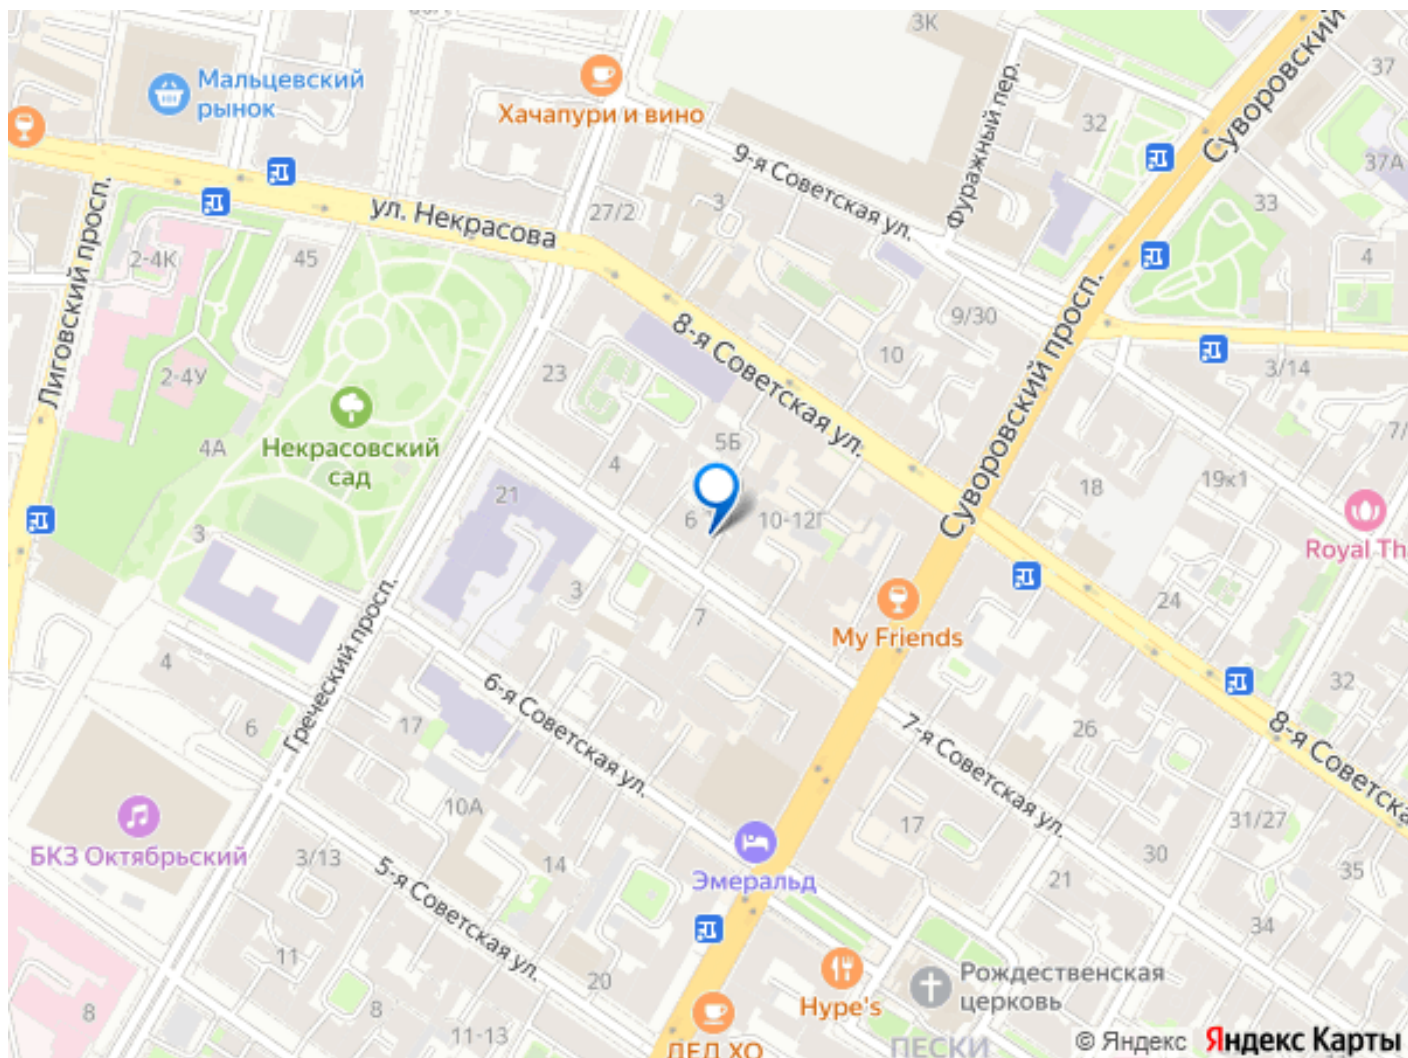 3К
Суворовский
37
Мальцевский
рынок
Хачапури и вино
Фуражный пер.
32
37А
9-я Советская ул.
Лиговский просп.
ул. Некрасова
27/2
3
33
2-4К
45
4
9/30
8-я Советская ул.
Суворовский просп.
10
3/14
23
2-4У
Некрасовский
сад
4А
5Б
7/
4
21
18
19к1
6
10-12Г
Royal Th
3
3
24
My Friends
7
Греческий просп.
4
6
17
6-я Советская ул.
32
26
7-я Советская ул.
8-я Советска
10А
17
31/27
БКЗ Октябрьский
3/13
5-я Советская ул.
14
Эмеральд
30
21
35
34
11
20
8
8
11-13
Hype's
Рождественская
церковь
ПЕСКИ
© Яндекс Яндекс Карты